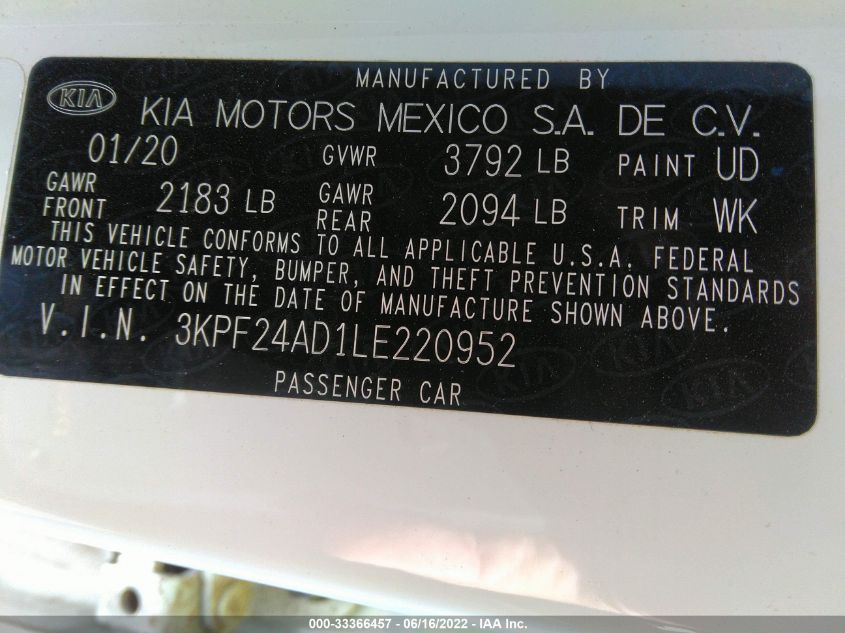 MANUFACTURED BY
KIA KIA MOTORS MEXICO S.A. DE C.V.
01/20 GVWR 3792 LB PAINT UD
GAWR FRONT 2183 LB GAWR REAR 2094 LB TRIM WK
THIS VEHICLE CONFORMS TO ALL APPLICABLE U.S.A. FEDERAL
MOTOR VEHICLE SAFETY, BUMPER, AND THEFT PREVENTION STANDARDS
IN EFFECT ON THE DATE OF MANUFACTURE SHOWN ABOVE.
V.I.N. 3KPF24AD1LE220952
PASSENGER CAR
000-33366457 - 06/16/2022 - IAA Inc.